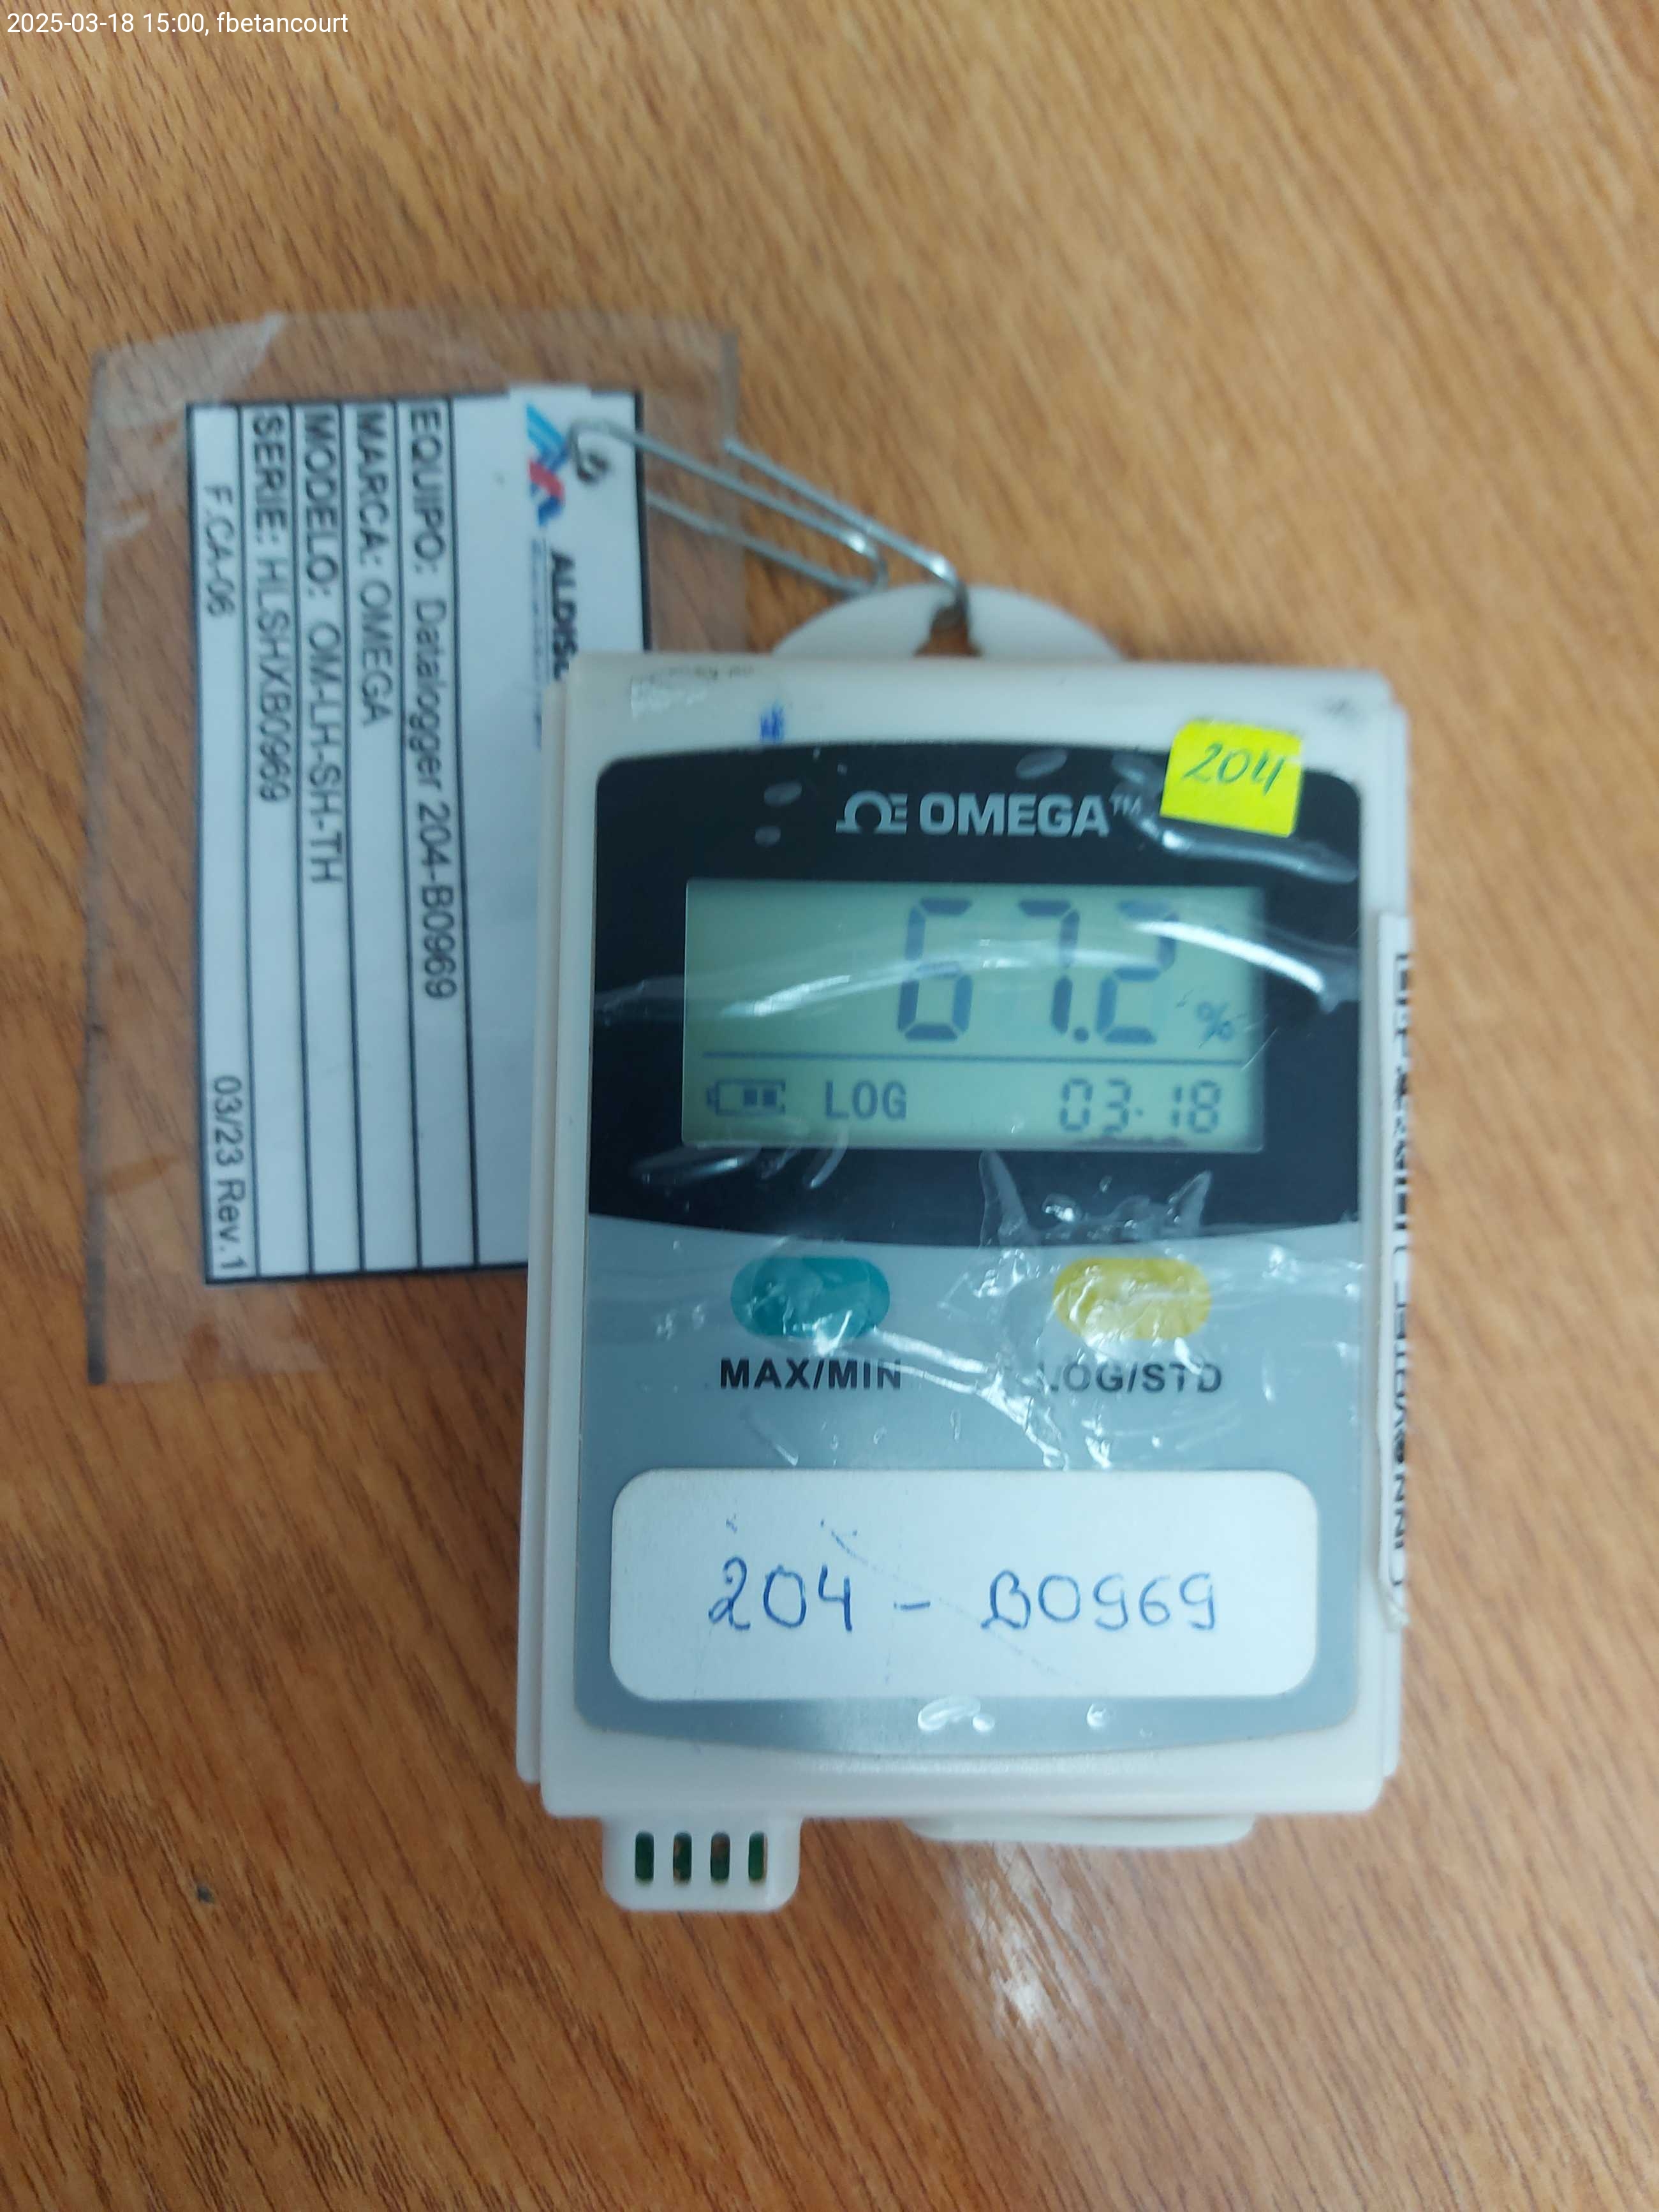 2025-03-18 15:00, fbetancourt
EQUIPO: Datalogger 204-B0969
MARCA: OMEGA
MODELO: OM-LH-SH-TH
SERIE: HLSHXB0969
F.CA-06 03/23 Rev.1
204
OMEGA™
67.2 %
LOG 03-18
MAX/MIN LOG/STD
204 - B0969